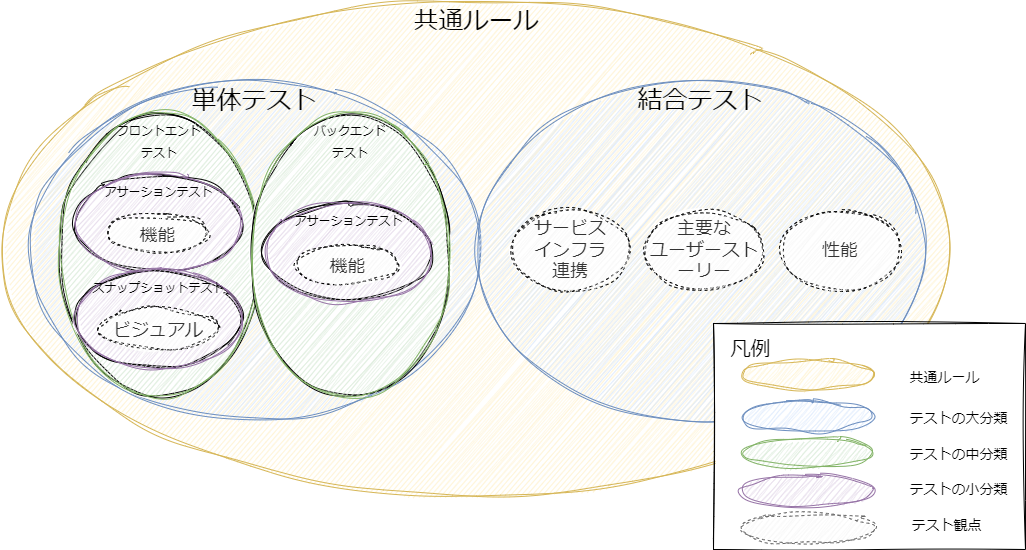 共通ルール
単体テスト
フロントエンド
テスト
アサーションテスト
機能
スナップショットテスト
ビジュアル
バックエンド
テスト
アサーションテスト
機能
結合テスト
サービス
インフラ
連携
主要な
ユーザースト
ーリー
性能
凡例
共通ルール
テストの大分類
テストの中分類
テストの小分類
テスト観点